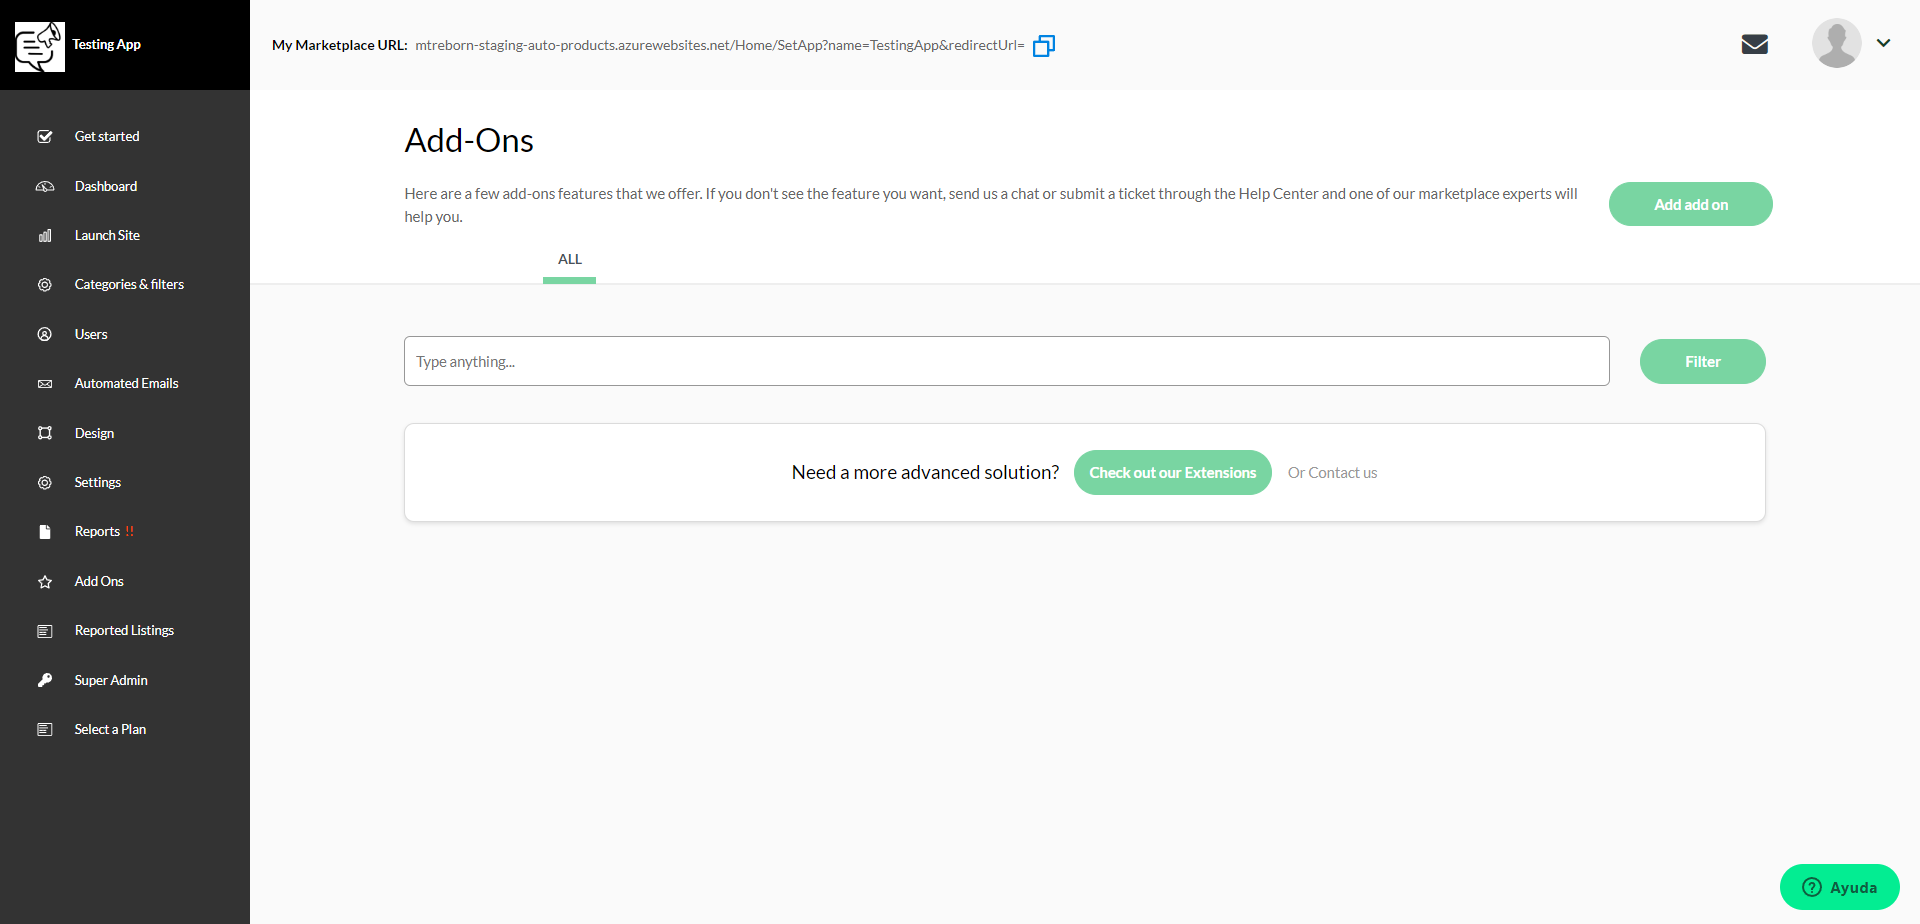 Testing App
My Marketplace URL: mtreborn-staging-auto-products.azurewebsites.net/Home/SetApp?name=TestingApp&redirectUrl=
Get started
Dashboard
Launch Site
Categories & filters
Users
Automated Emails
Design
Settings
Reports !!
Add Ons
Reported Listings
Super Admin
Select a Plan
Add-Ons
Here are a few add-ons features that we offer. If you don't see the feature you want, send us a chat or submit a ticket through the Help Center and one of our marketplace experts will
help you.
Add add on
ALL
Type anything...
Filter
Need a more advanced solution? Check out our Extensions Or Contact us
Ayuda